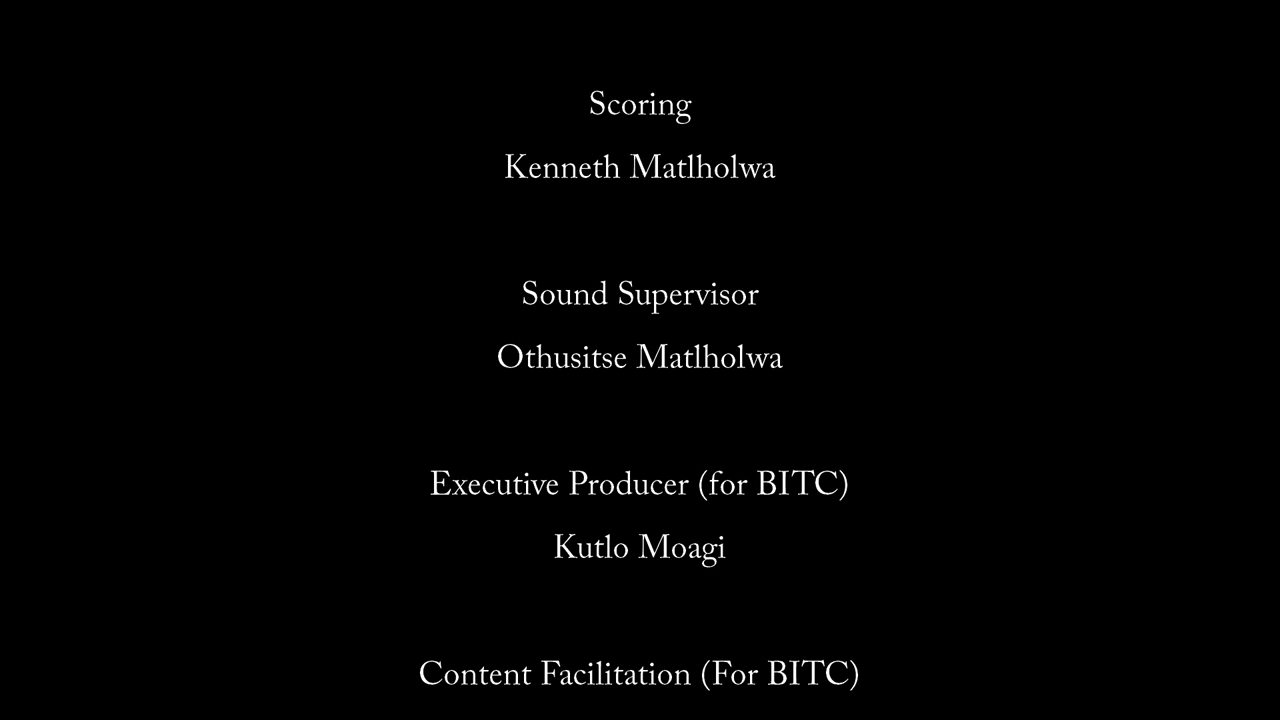 Scoring
Kenneth Matlholwa
Sound Supervisor
Othusitse Matlholwa
Executive Producer (for BITC)
Kutlo Moagi
Content Facilitation (For BITC)